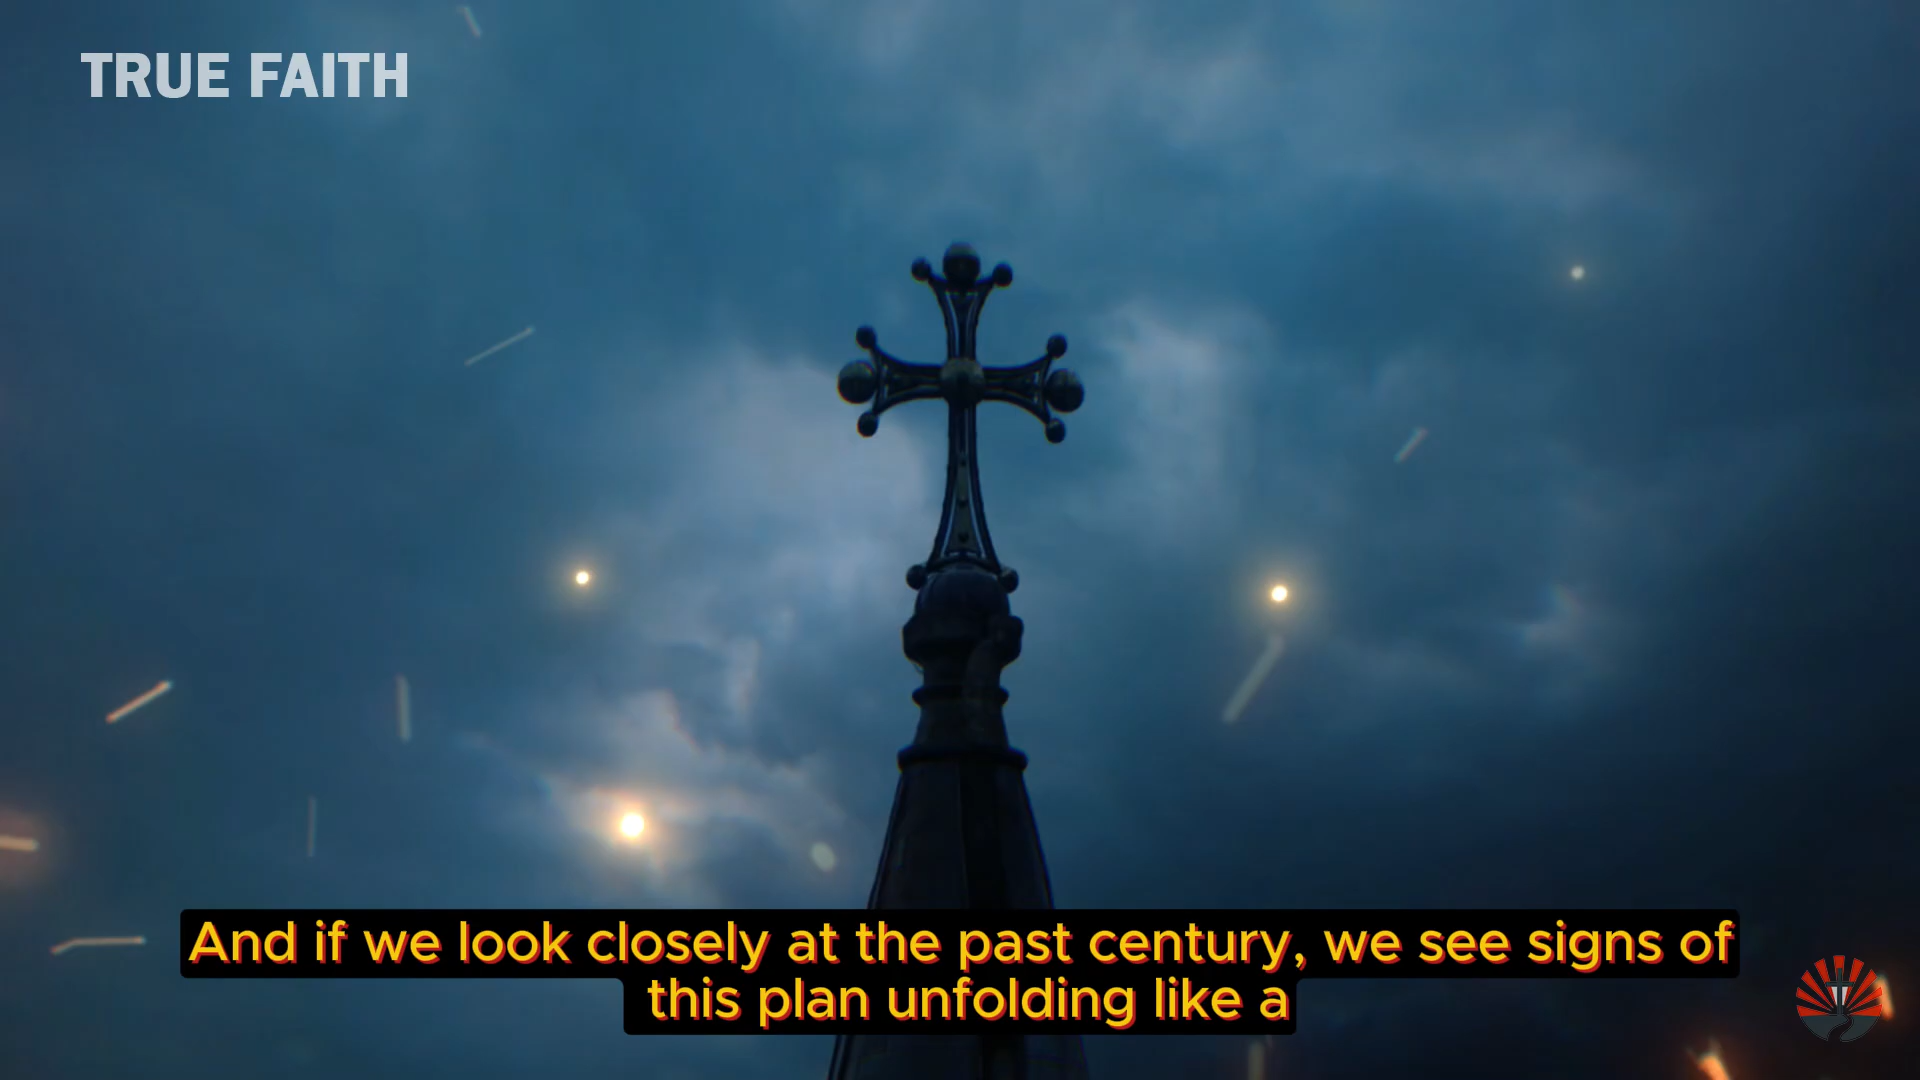 TRUE FAITH
And if we look closely at the past century, we see signs of
this plan unfolding like a